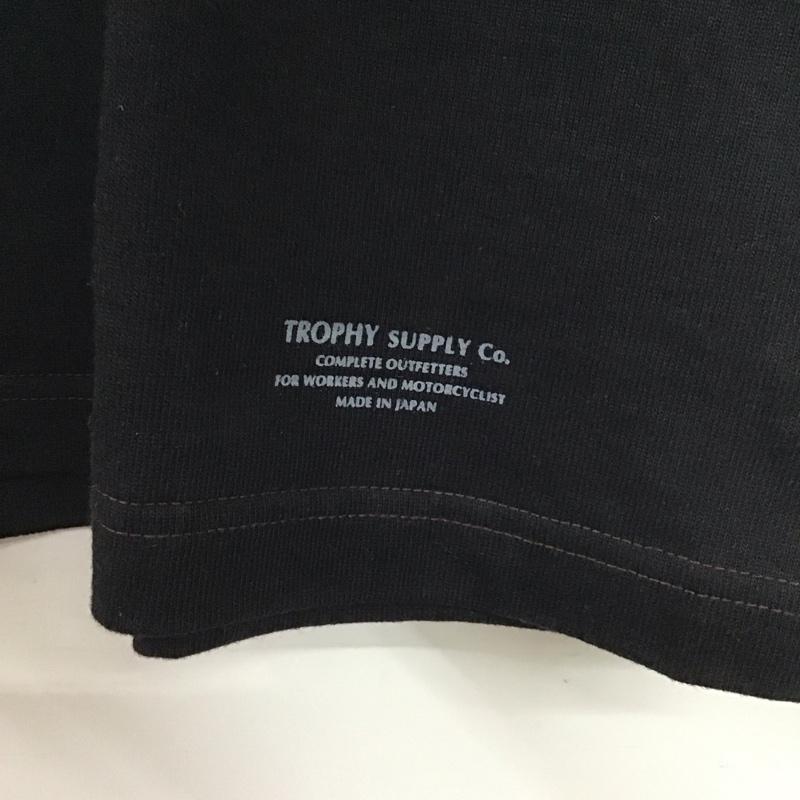 TROPHY SUPPLY Co.
COMPLETE OUTFETTERS
FOR WORKERS AND MOTORCYCLIST
MADE IN JAPAN